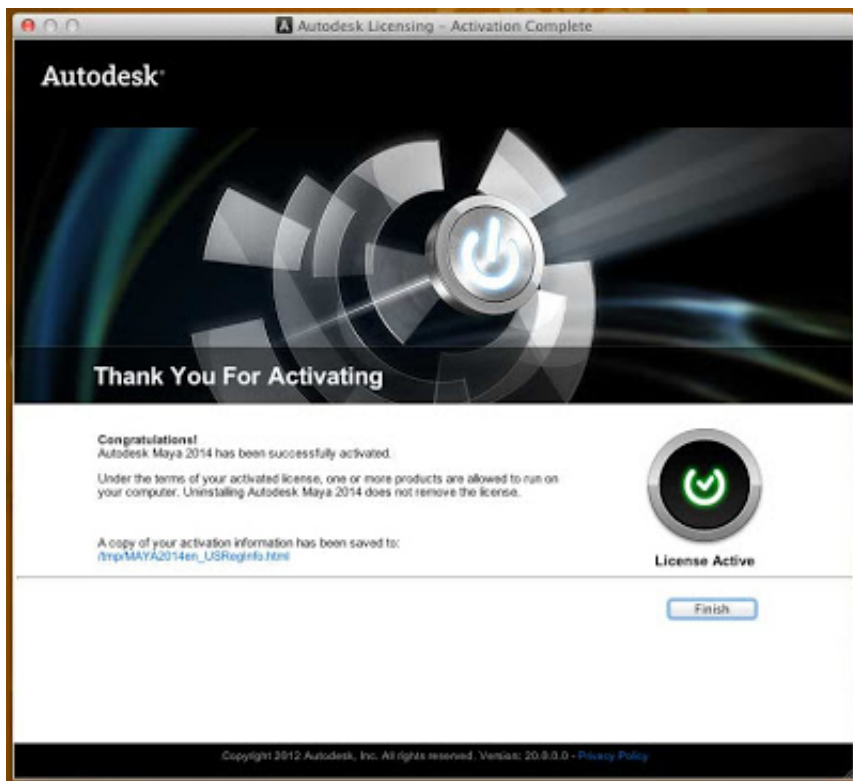 Autodesk Licensing – Activation Complete
Autodesk®
Thank You For Activating
Congratulations!
Autodesk Maya 2014 has been successfully activated.
Under the terms of your activated license, one or more products are allowed to run on
your computer. Uninstalling Autodesk Maya 2014 does not remove the license.
A copy of your activation information has been saved to:
/tmp/MAYA2014en_USRegInfo.html
License Active
Finish
Copyright 2012 Autodesk, Inc. All rights reserved. Version: 20.0.0.0 - Privacy Policy